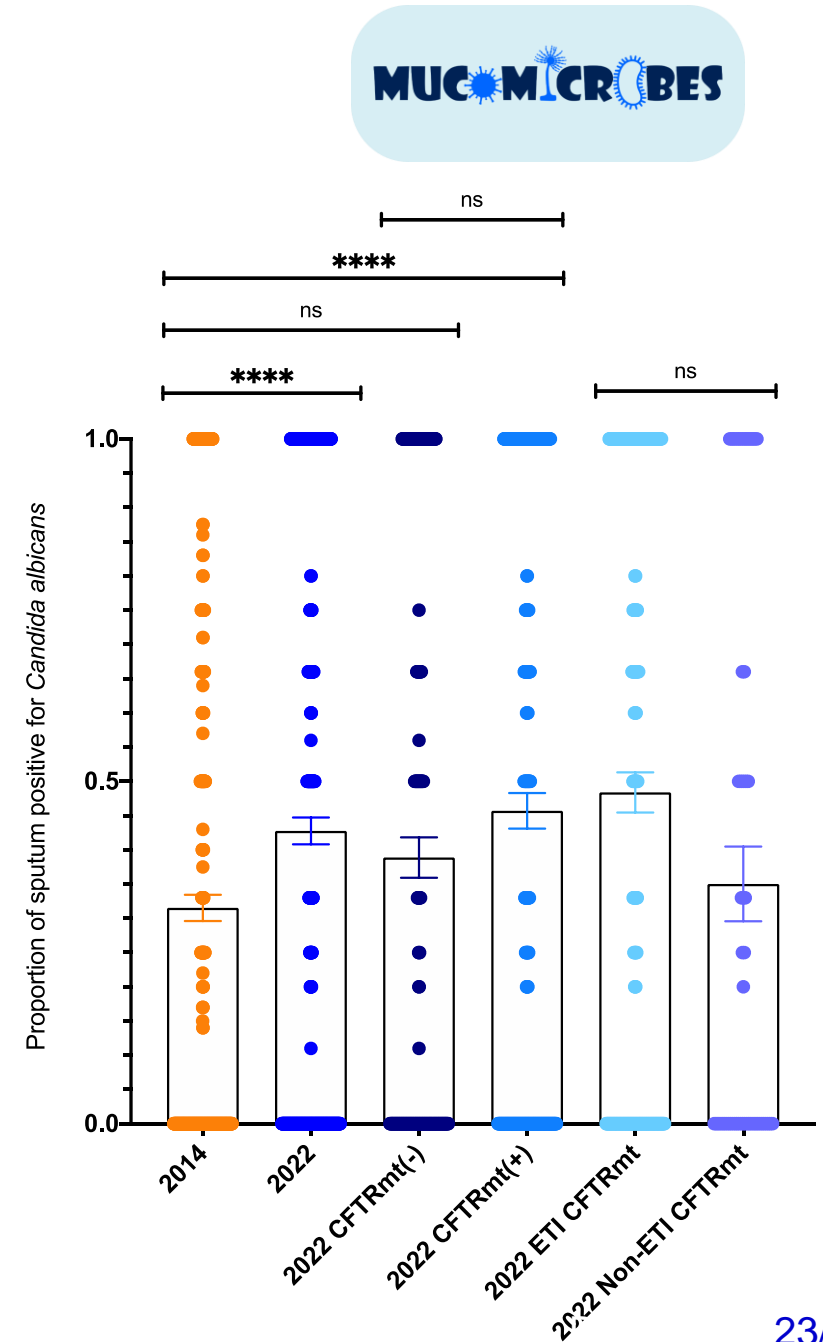 MUCOMICROBES
ns
****
ns
****
ns
1.0
0.5
0.0
Proportion of sputum positive for Candida albicans
2014
2022
2022 CFTRmt(-)
2022 CFTRmt(+)
2022 ETI CFTRmt
2022 Non-ETI CFTRmt
23/